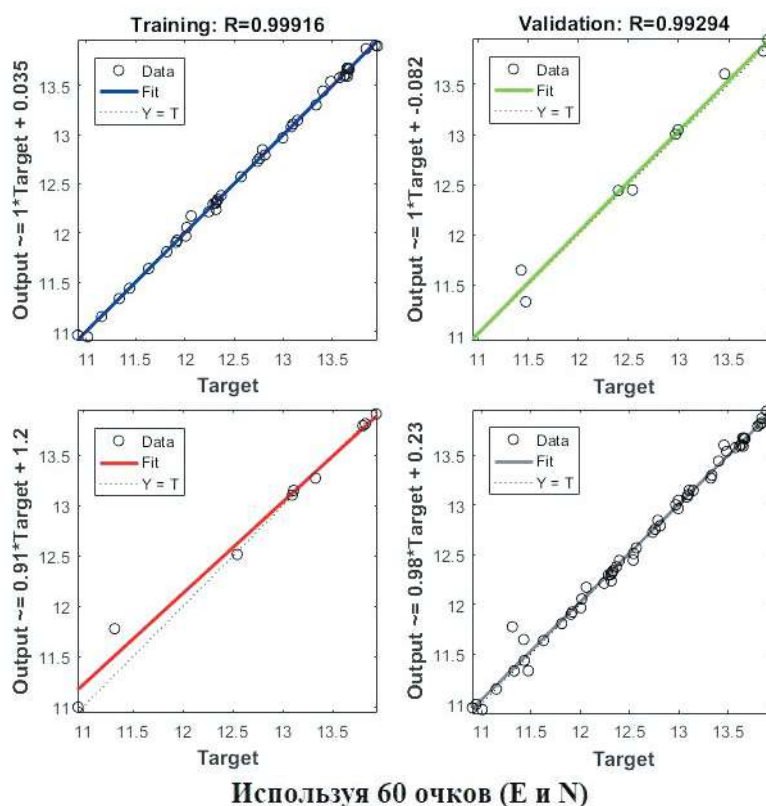 Training: R=0.99916
Output ~= 1*Target + 0.035
13.5
13
12.5
12
11.5
11
Data
Fit
Y = T
11
11.5
12
12.5
13
13.5
Target
Validation: R=0.99294
Output ~= 1*Target + -0.082
13.5
13
12.5
12
11.5
11
Data
Fit
Y = T
11
11.5
12
12.5
13
13.5
Target
Output ~= 0.91*Target + 1.2
13.5
13
12.5
12
11.5
11
Data
Fit
Y = T
11
11.5
12
12.5
13
13.5
Target
Output ~= 0.98*Target + 0.23
13.5
13
12.5
12
11.5
11
Data
Fit
Y = T
11
11.5
12
12.5
13
13.5
Target
Используя 60 очков (E и N)